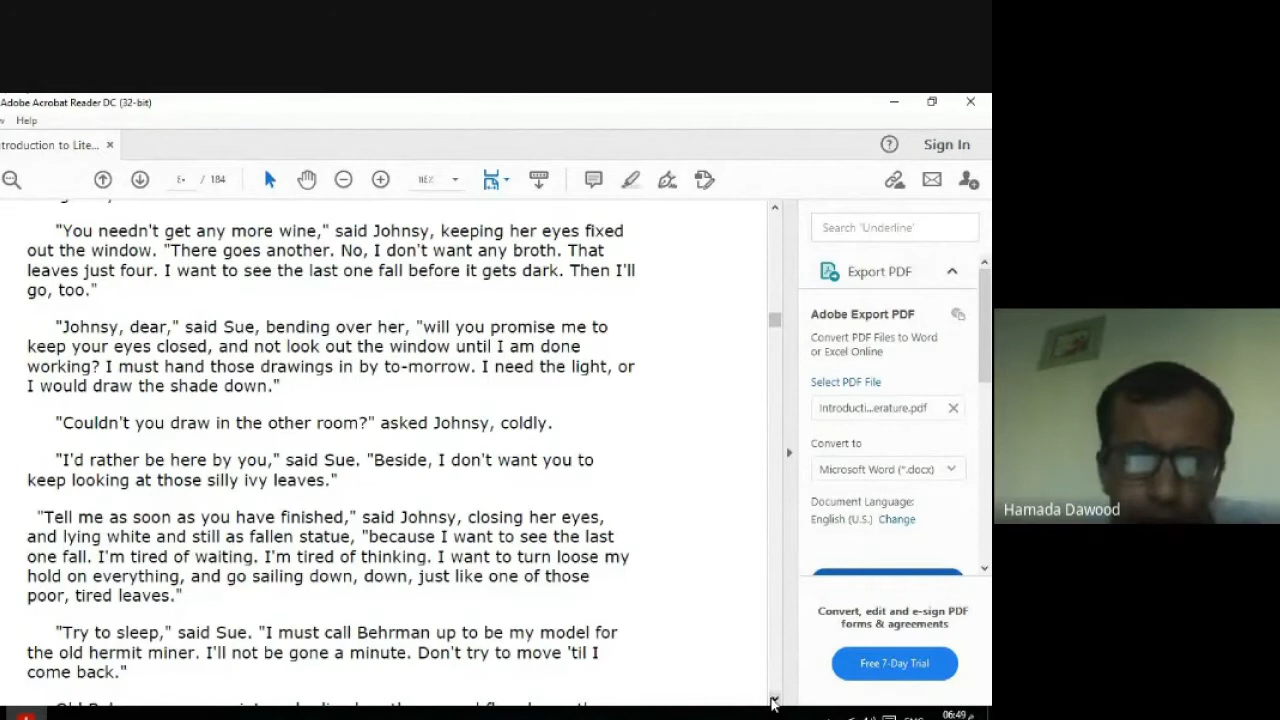 Adobe Acrobat Reader DC (32-bit)
Help
troduction to Lite...
Sign In
/ 184
"You needn't get any more wine," said Johnsy, keeping her eyes fixed
out the window. "There goes another. No, I don't want any broth. That
leaves just four. I want to see the last one fall before it gets dark. Then I'll
go, too."
"Johnsy, dear," said Sue, bending over her, "will you promise me to
keep your eyes closed, and not look out the window until I am done
working? I must hand those drawings in by to-morrow. I need the light, or
I would draw the shade down."
"Couldn't you draw in the other room?" asked Johnsy, coldly.
"I'd rather be here by you," said Sue. "Beside, I don't want you to
keep looking at those silly ivy leaves."
"Tell me as soon as you have finished," said Johnsy, closing her eyes,
and lying white and still as fallen statue, "because I want to see the last
one fall. I'm tired of waiting. I'm tired of thinking. I want to turn loose my
hold on everything, and go sailing down, down, just like one of those
poor, tired leaves."
"Try to sleep," said Sue. "I must call Behrman up to be my model for
the old hermit miner. I'll not be gone a minute. Don't try to move 'til I
come back."
Search 'Underline'
Export PDF
Adobe Export PDF
Convert PDF Files to Word
or Excel Online
Select PDF File
Introducti...erature.pdf
Convert to
Microsoft Word (*.docx)
Document Language:
English (U.S.) Change
Convert, edit and e-sign PDF
forms & agreements
Free 7-Day Trial
Hamada Dawood
ENG
06:49